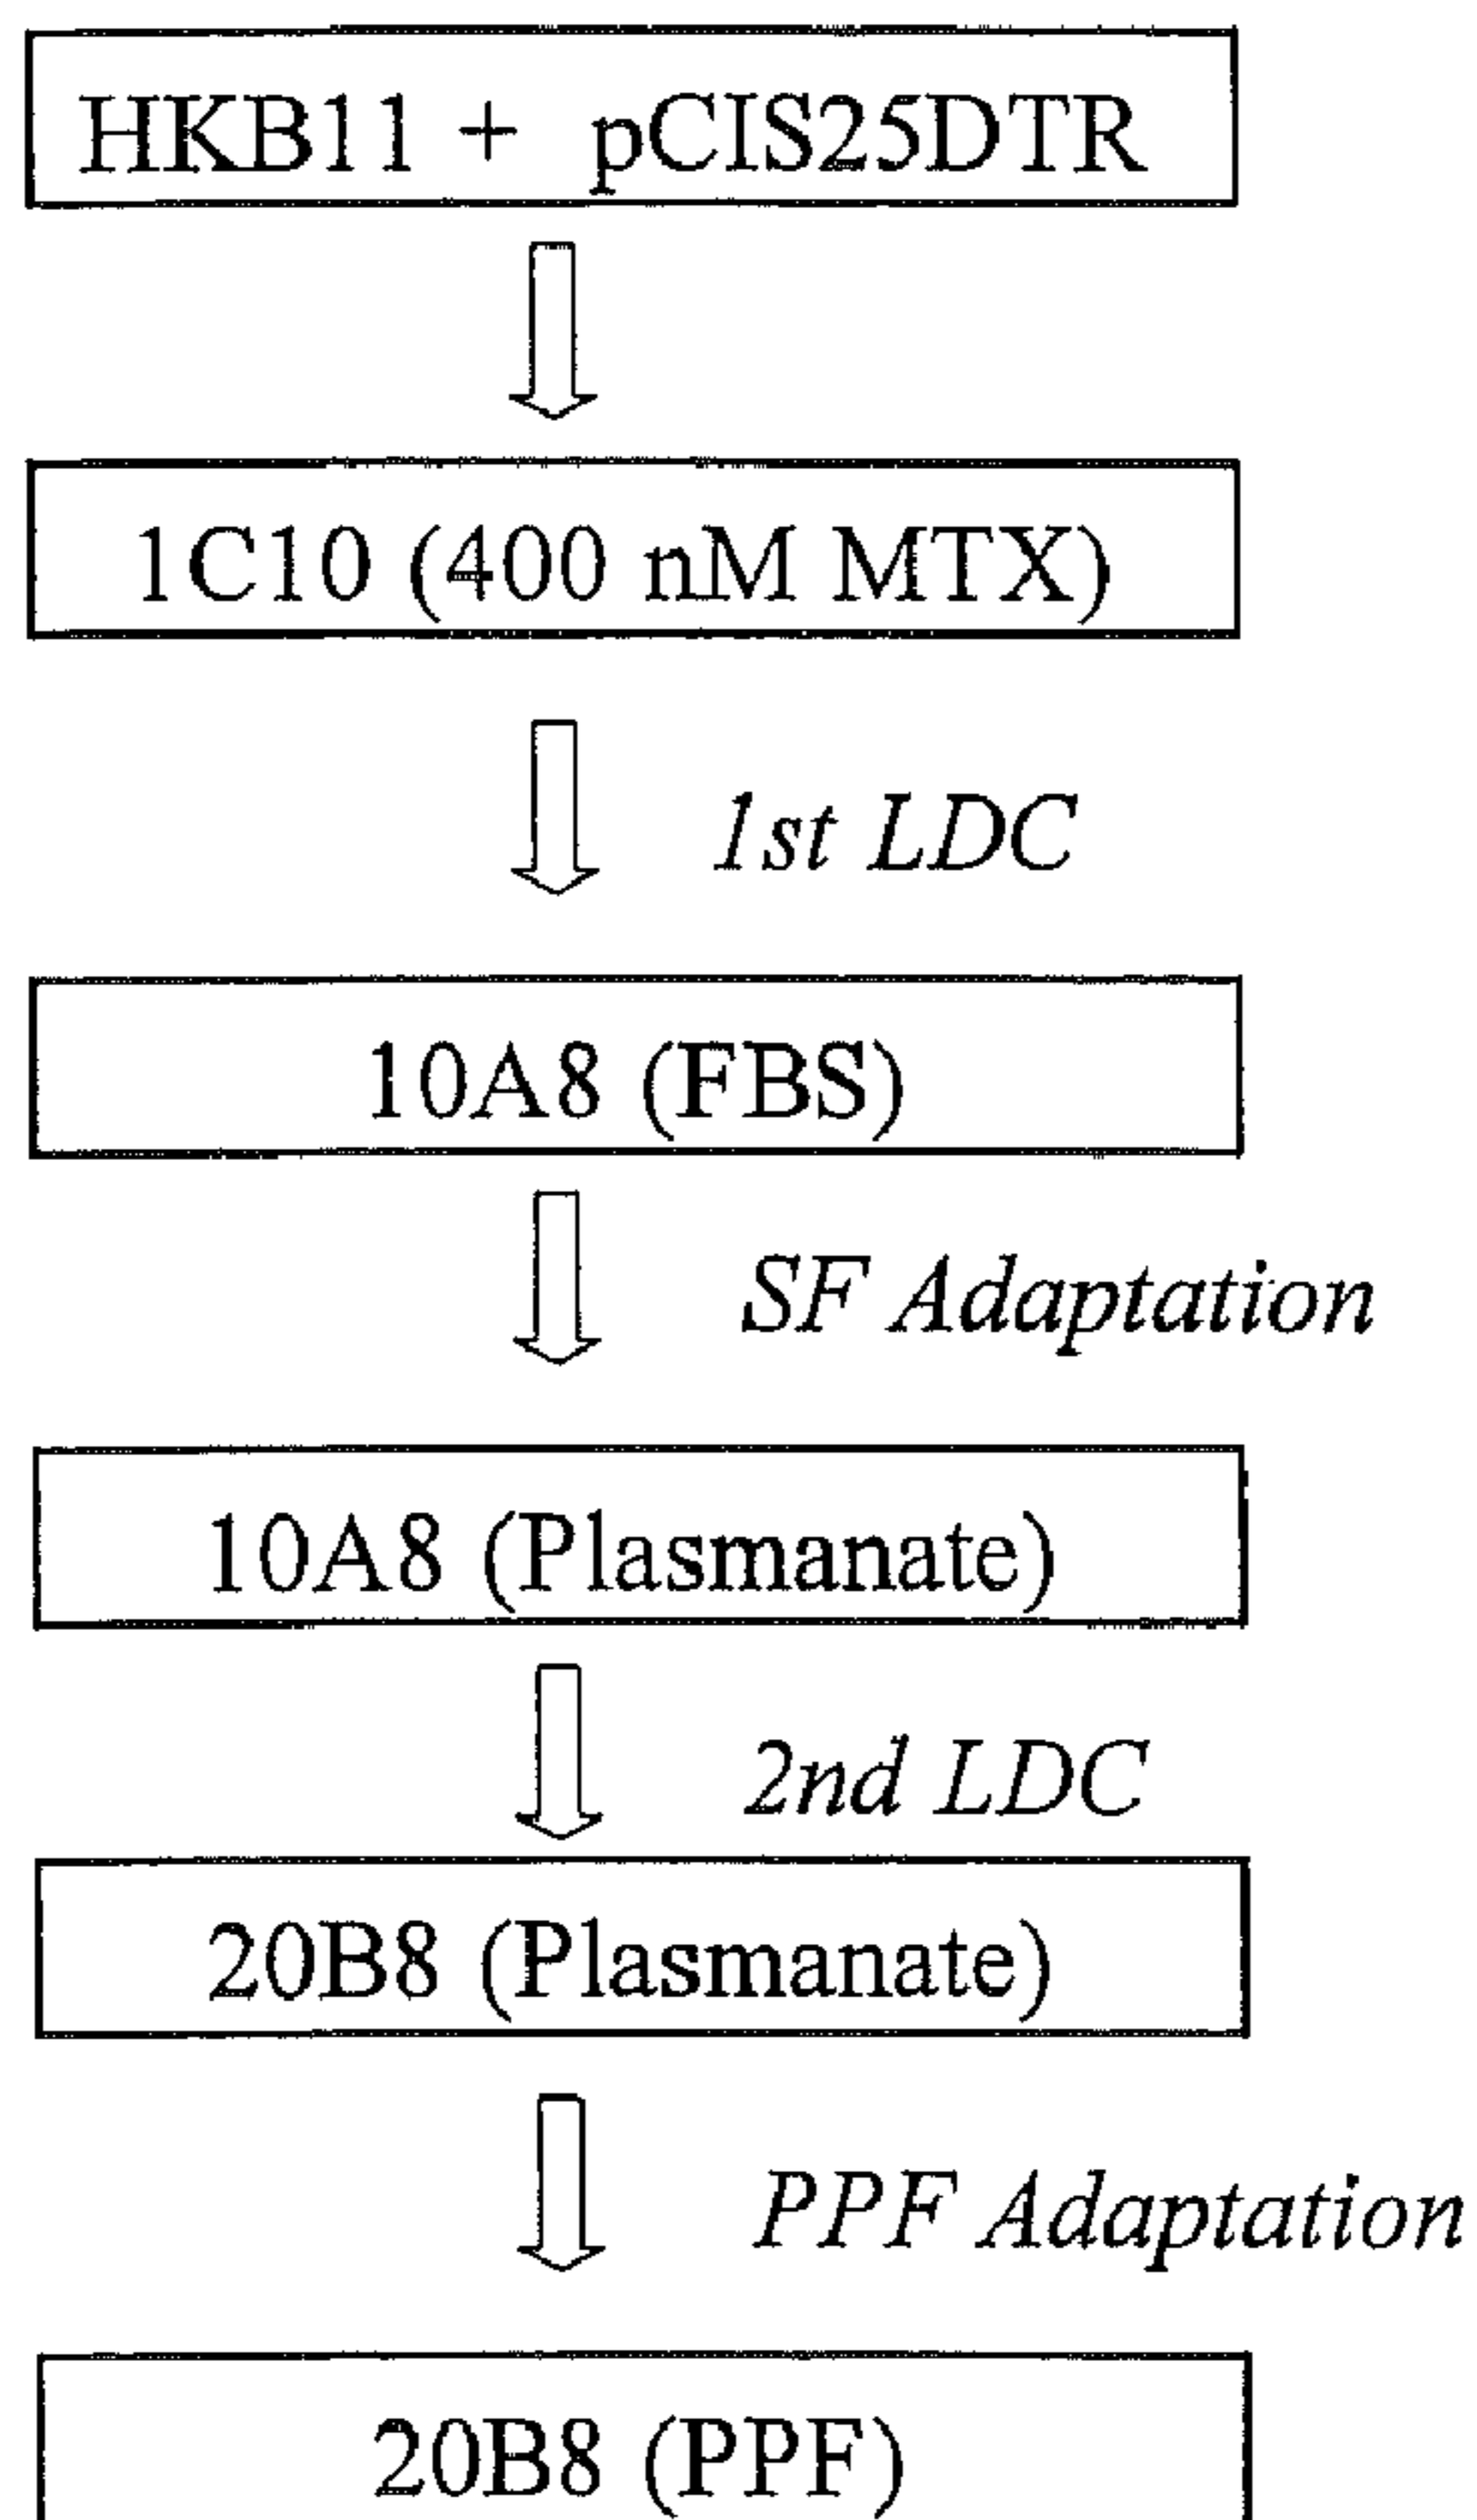 HKB11 + pCIS25DTR
1C10 (400 nM MTX)
1st LDC
10A8 (FBS)
SF Adaptation
10A8 (Plasmanate)
2nd LDC
20B8 (Plasmanate)
PPF Adaptation
20B8 (PPF)